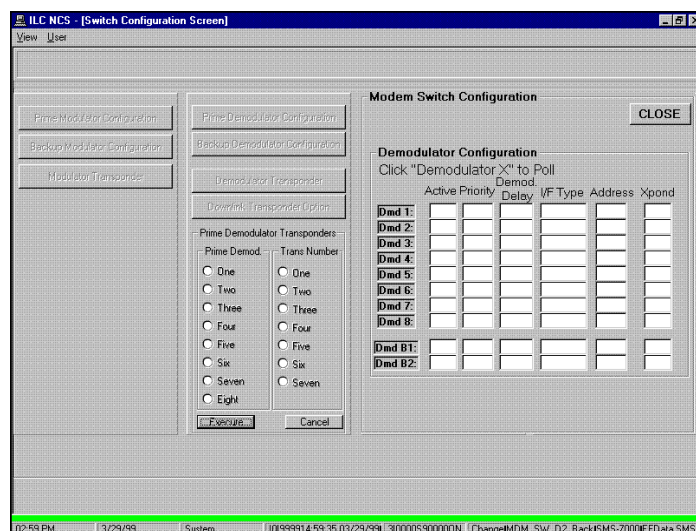 ILC NCS - [Switch Configuration Screen]
View User
Prime Modulator Configuration
Backup Modulator Configuration
Modulator Transponder
Prime Demodulator Configuration
Backup Demodulator Configuration
Demodulator Transponder
Downlink Transponder Option
Prime Demodulator Transponders
Prime Demod.
One
Two
Three
Four
Five
Six
Seven
Eight
Trans Number
One
Two
Three
Four
Five
Six
Seven
Execute
Cancel
Modem Switch Configuration
CLOSE
Demodulator Configuration
Click "Demodulator X" to Poll
Active Priority Demod. Delay I/F Type Address Xpond
Dmd 1:
Dmd 2:
Dmd 3:
Dmd 4:
Dmd 5:
Dmd 6:
Dmd 7:
Dmd 8:
Dmd B1:
Dmd B2:
02:59 PM 3/29/99 System